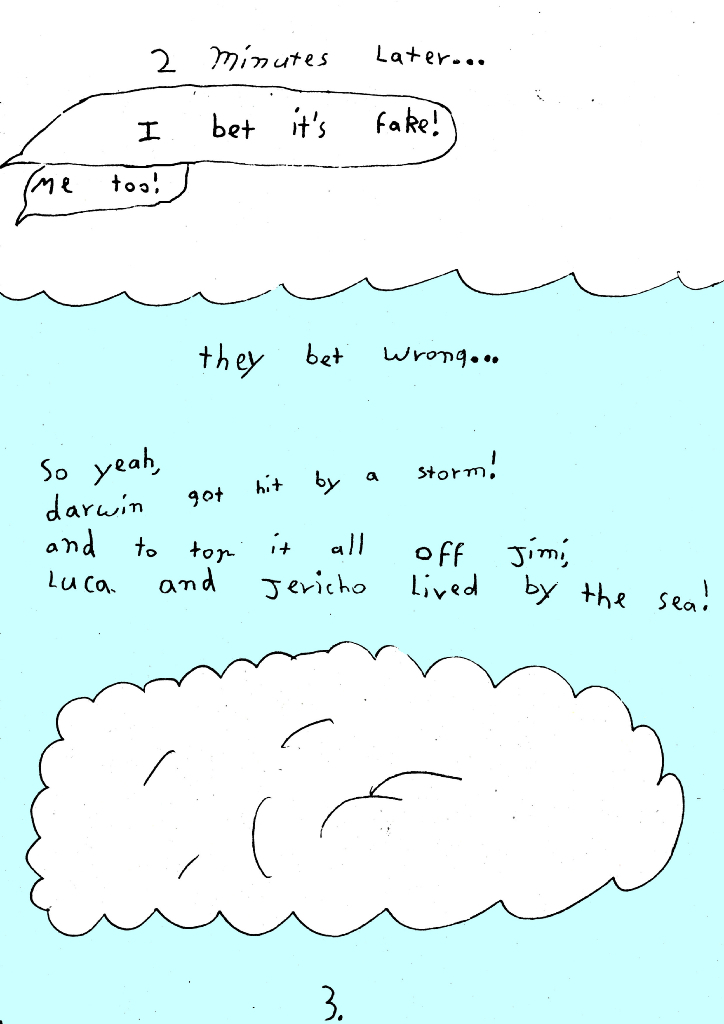 2 Minutes Later...
I bet it's fake!
Me too!
they bet wrong...
So yeah,
darwin got hit by a storm!
and to top it all off Jimi,
Luca. and Jericho Lived by the sea!
3.